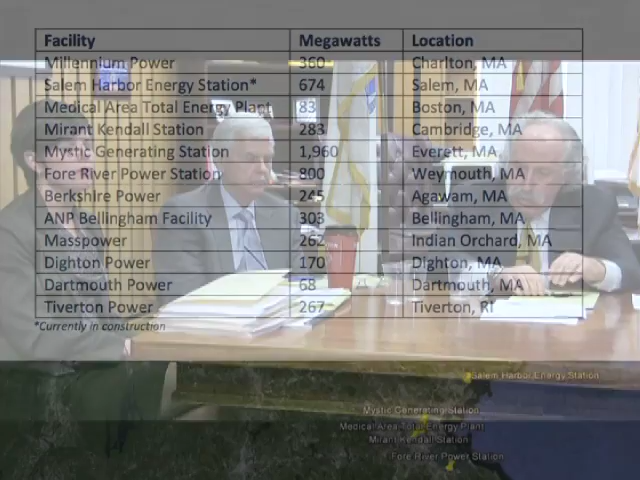 Facility Megawatts Location
Millennium Power 360 Charlton, MA
Salem Harbor Energy Station* 674 Salem, MA
Medical Area Total Energy Plant 83 Boston, MA
Mirant Kendall Station 283 Cambridge, MA
Mystic Generating Station 1,960 Everett, MA
Fore River Power Station 800 Weymouth, MA
Berkshire Power 245 Agawam, MA
ANP Bellingham Facility 303 Bellingham, MA
Masspower 262 Indian Orchard, MA
Dighton Power 170 Dighton, MA
Dartmouth Power 68 Dartmouth, MA
Tiverton Power 267 Tiverton, RI
*Currently in construction
Salem Harbor Energy Station
Mystic Generating Station
Medical Area Total Energy Plant
Mirant Kendall Station
Fore River Power Station